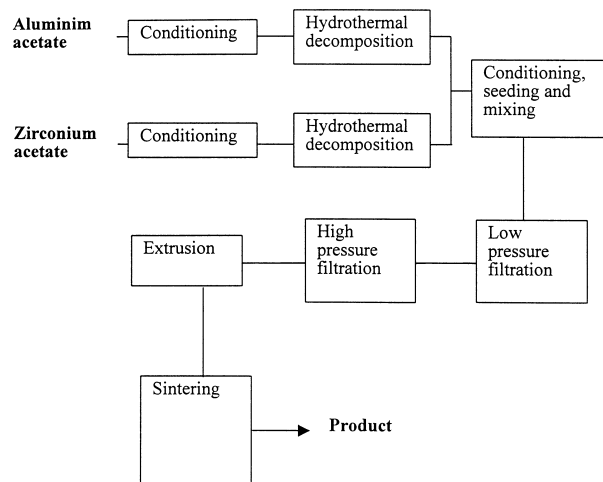 Aluminim
acetate
Conditioning
Hydrothermal
decomposition
Conditioning,
seeding and
mixing
Zirconium
acetate
Conditioning
Hydrothermal
decomposition
Low
pressure
filtration
High
pressure
filtration
Extrusion
Sintering
Product